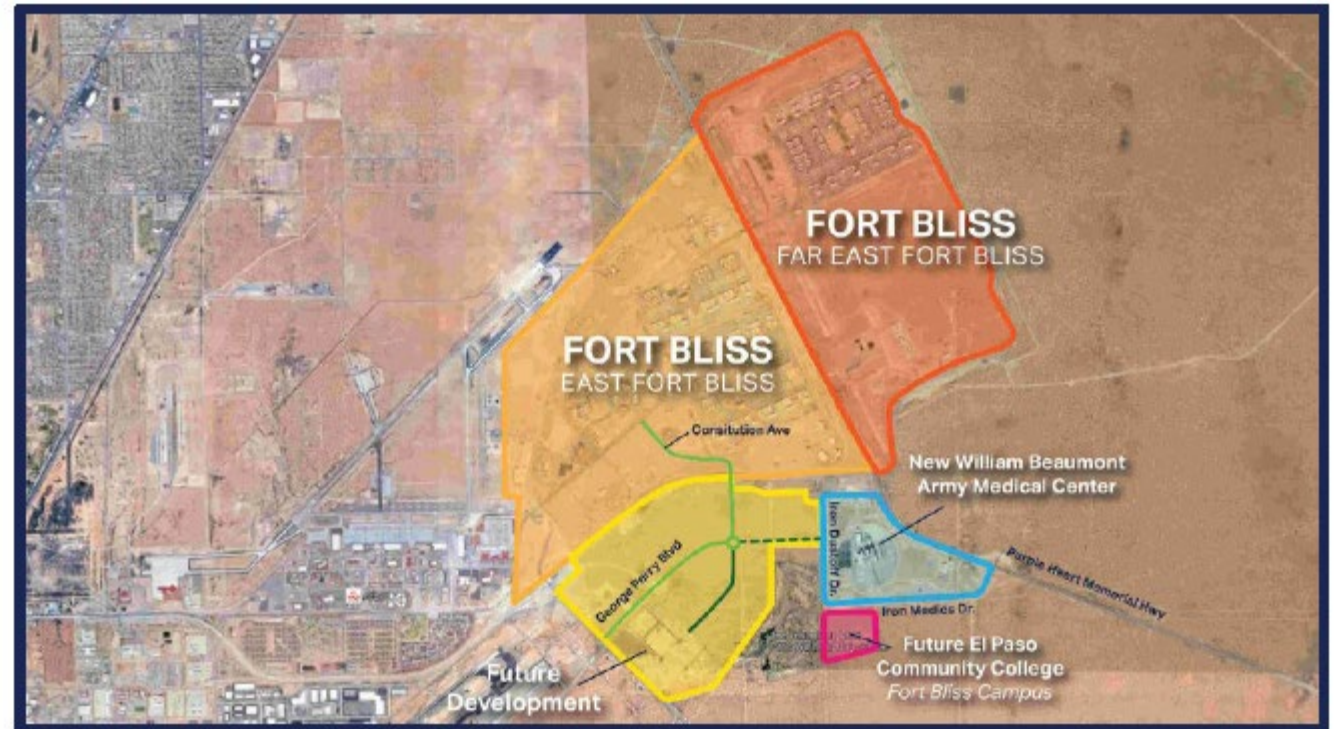 FORT BLISS
FAR EAST FORT BLISS
FORT BLISS
EAST FORT BLISS
Consitution Ave
New William Beaumont
Army Medical Center
Iron Dustoff Dr.
George Perry Blvd
Purple Heart Memorial Hwy
Iron Medics Dr.
Future El Paso
Community College
Fort Bliss Campus
Future
Development